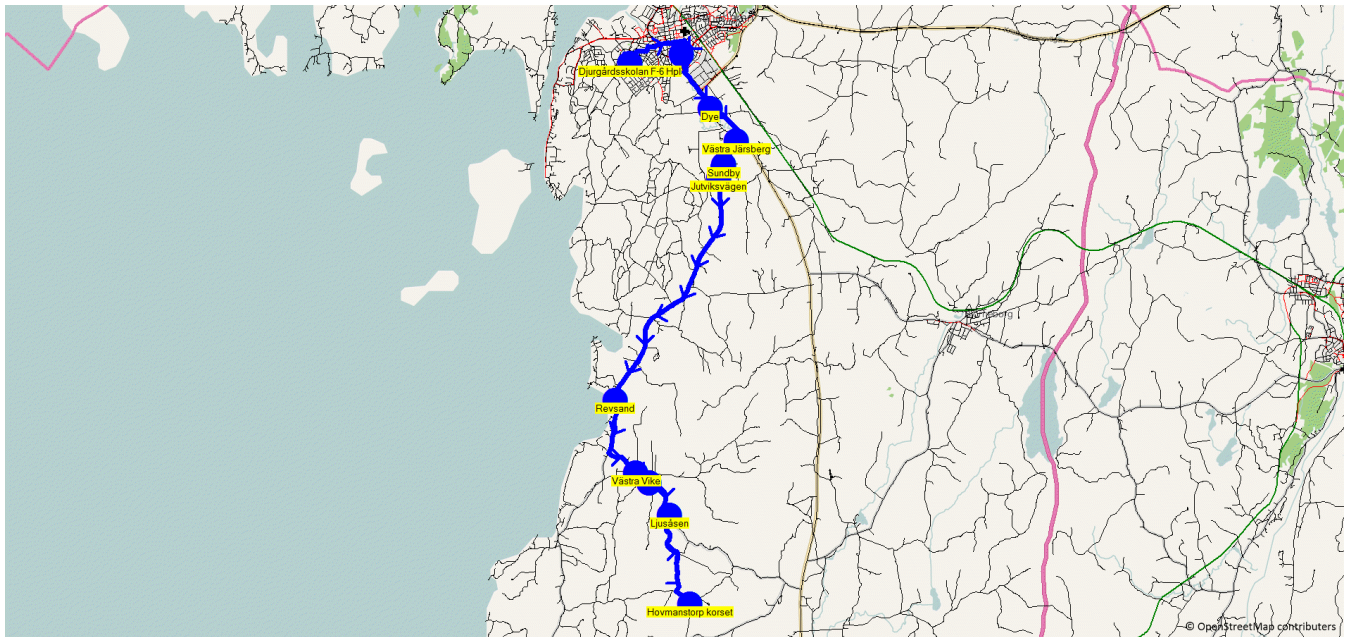 Djurgårdsskolan F-6 Hpl
Dye
Västra Järsberg
Sundby
Jutviksvägen
Revsand
Västra Vike
Ljusåsen
Hovmanstorp korset
© OpenStreetMap contributors